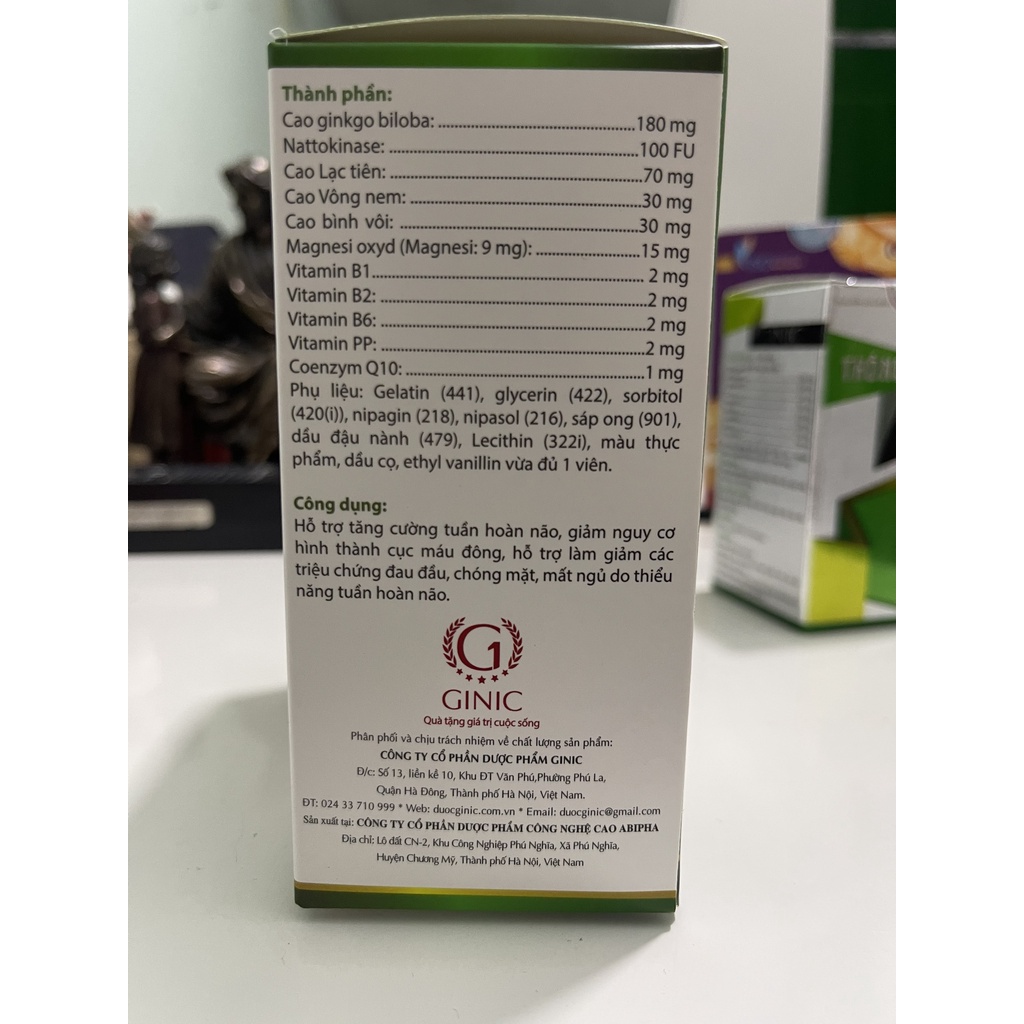 Thành phần:
Cao ginkgo biloba: ........................................180 mg
Nattokinase: ...................................................100 FU
Cao Lạc tiên: ....................................................70 mg
Cao Vông nem: ...............................................30 mg
Cao bình vôi: .................................................30 mg
Magnesi oxyd (Magnesi: 9 mg): .....................15 mg
Vitamin B1....................................................... 2 mg
Vitamin B2: ......................................................2 mg
Vitamin B6: ......................................................2 mg
Vitamin PP: ......................................................2 mg
Coenzym Q10: .................................................1 mg
Phụ liệu: Gelatin (441), glycerin (422), sorbitol
(420(i)), nipagin (218), nipasol (216), sáp ong (901),
dầu đậu nành (479), Lecithin (322i), màu thực
phẩm, dầu cọ, ethyl vanillin vừa đủ 1 viên.
Công dụng:
Hỗ trợ tăng cường tuần hoàn não, giảm nguy cơ
hình thành cục máu đông, hỗ trợ làm giảm các
triệu chứng đau đầu, chóng mặt, mất ngủ do thiểu
năng tuần hoàn não.
G1
GINIC
Quà tặng giá trị cuộc sống
Phân phối và chịu trách nhiệm về chất lượng sản phẩm:
CÔNG TY CỔ PHẦN DƯỢC PHẨM GINIC
Đ/c: Số 13, liền kề 10, Khu ĐT Văn Phú,Phường Phú La,
Quận Hà Đông, Thành phố Hà Nội, Việt Nam.
ĐT: 024 33 710 999 * Web: duocginic.com.vn * Email: duocginic@gmail.com
Sản xuất tại: CÔNG TY CỔ PHẦN DƯỢC PHẨM CÔNG NGHỆ CAO ABIPHA
Địa chỉ: Lô đất CN-2, Khu Công Nghiệp Phú Nghĩa, Xã Phú Nghĩa,
Huyện Chương Mỹ, Thành phố Hà Nội, Việt Nam